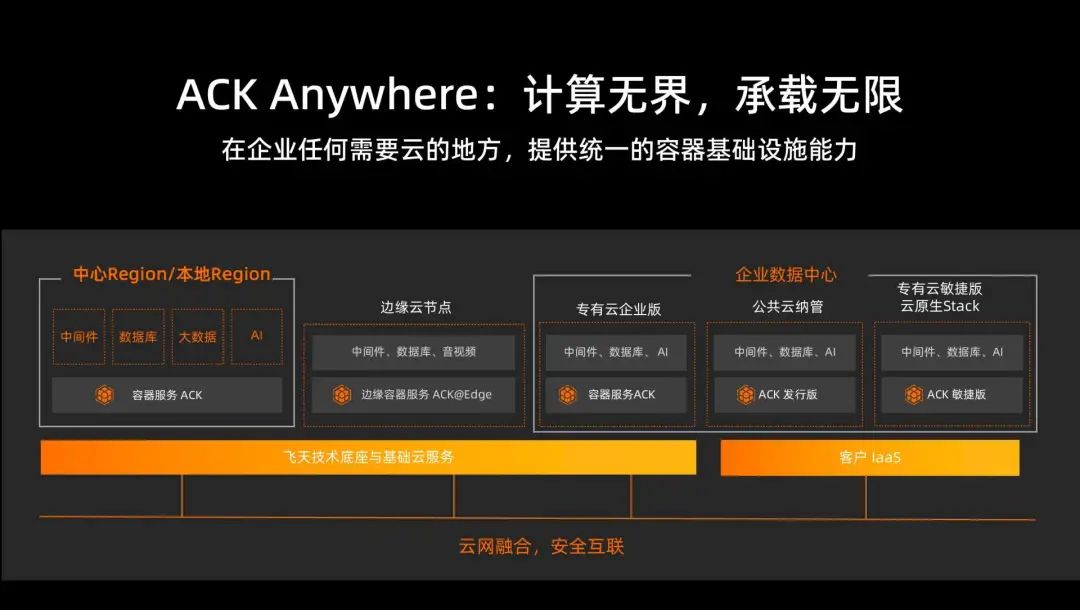 ACK Anywhere：计算无界，承载无限
在企业任何需要云的地方，提供统一的容器基础设施能力
中心Region/本地Region
中间件
数据库
大数据
AI
容器服务 ACK
边缘云节点
中间件、数据库、音视频
边缘容器服务 ACK@Edge
企业数据中心
专有云企业版
中间件、数据库、AI
容器服务ACK
公共云纳管
中间件、数据库、AI
ACK 发行版
专有云敏捷版
云原生Stack
中间件、数据库、AI
ACK 敏捷版
飞天技术底座与基础云服务
客户 IaaS
云网融合，安全互联